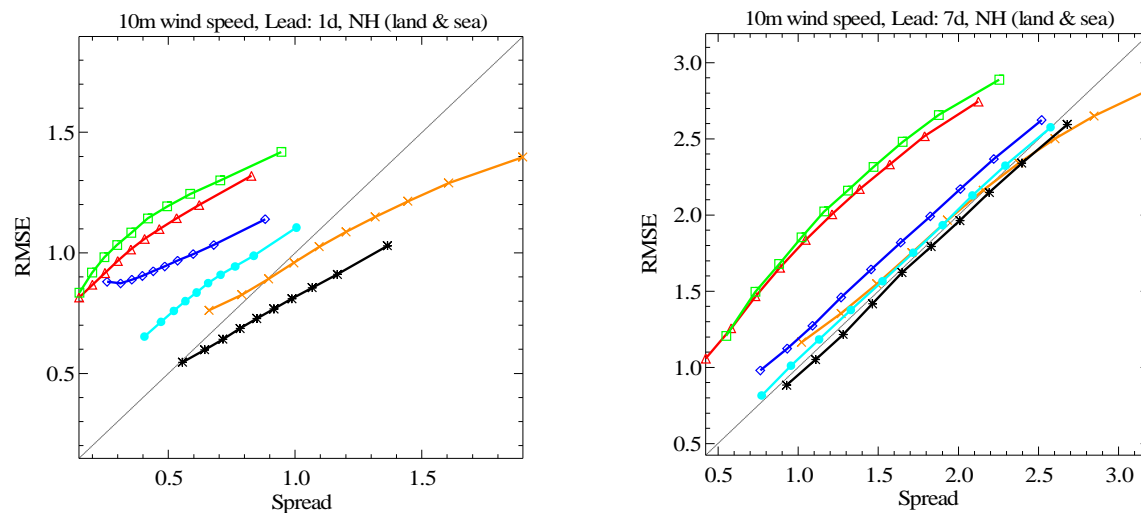 10m wind speed, Lead: 1d, NH (land & sea)
1.5
1.0
0.5
RMSE
0.5 1.0 1.5
Spread
10m wind speed, Lead: 7d, NH (land & sea)
3.0
2.5
2.0
1.5
1.0
0.5
RMSE
0.5 1.0 1.5 2.0 2.5 3.0
Spread